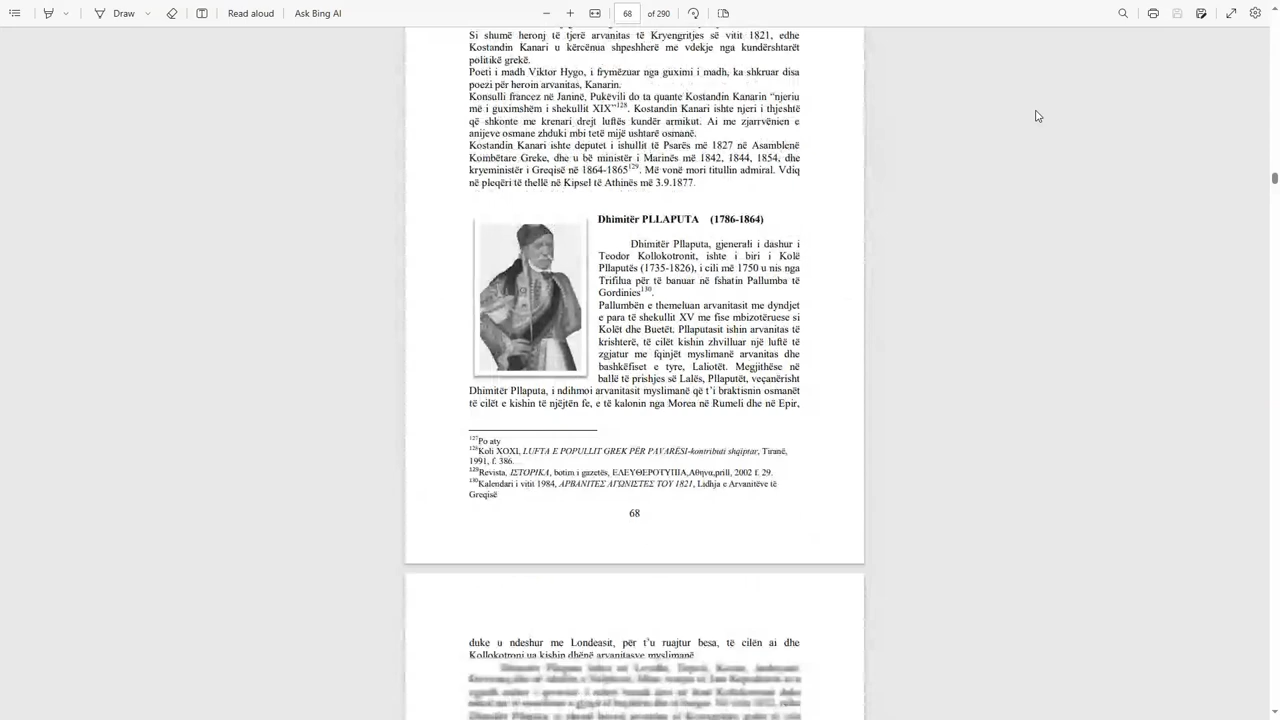 Draw
Read aloud
Ask Bing AI
68
of 290
Si shumë heronj të tjerë arvanitas të Kryengritjes së vitit 1821, edhe
Kostandin Kanari u kërcënua shpeshherë me vdekje nga kundërshtarët
politikë grekë.
Poeti i madh Viktor Hygo, i frymëzuar nga guximi i madh, ka shkruar disa
poezi për heroin arvanitas, Kanarin.
Konsulli francez në Janinë, Pukëvili do ta quante Kostandin Kanarin “njeriu
më i guximshëm i shekullit XIX”128. Kostandin Kanari ishte njeri i thjeshtë
që shkonte me krenari drejt luftës kundër armikut. Ai me zjarrvënien e
anijeve osmane zhduki mbi tetë mijë ushtarë osmanë.
Kostandin Kanari ishte deputet i ishullit të Psarës më 1827 në Asamblenë
Kombëtare Greke, dhe u bë ministër i Marinës më 1842, 1844, 1854, dhe
kryeministër i Greqisë në 1864-1865129. Më vonë mori titullin admiral. Vdiq
në pleqëri të thellë në Kipsel të Athinës më 3.9.1877.
Dhimitër PLLAPUTA (1786-1864)
Dhimitër Pllaputa, gjenerali i dashur i
Teodor Kollokotronit, ishte i biri i Kolë
Pllaputës (1735-1826), i cili më 1750 u nis nga
Trifilua për të banuar në fshatin Pallumba të
Gordinies130.
Pallumbën e themeluan arvanitasit me dyndjet
e para të shekullit XV me fise mbizotëruese si
Kolët dhe Buetët. Pllaputasit ishin arvanitas të
krishterë, të cilët kishin zhvilluar një luftë të
zgjatur me fqinjët myslimanë arvanitas dhe
bashkëfiset e tyre, Laliotët. Megjithëse në
ballë të prishjes së Lalës, Pllaputët, veçanërisht
Dhimitër Pllaputa, i ndihmoi arvanitasit myslimanë që t’i braktisnin osmanët
të cilët e kishin të njëjtën fe, e të kalonin nga Morea në Rumeli dhe në Epir,
127Po aty
128Koli XOXI, LUFTA E POPULLIT GREK PËR PAVARËSI-kontributi shqiptar, Tiranë,
1991, f. 386.
129Revista, ΙΣΤΟΡΙΚΑ, botim i gazetës, ΕΛΕΥΘΕΡΟΤΥΠΙΑ,Αθηνα,prill, 2002 f. 29.
130Kalendari i vitit 1984, ΑΡΒΑΝΙΤΕΣ ΑΓΩΝΙΣΤΕΣ ΤΟΥ 1821, Lidhja e Arvanitëve të
Greqisë
68
duke u ndeshur me Londeasit, për t’u ruajtur besa, të cilën ai dhe
Kollokotroni ua kishin dhënë arvanitasve myslimanë